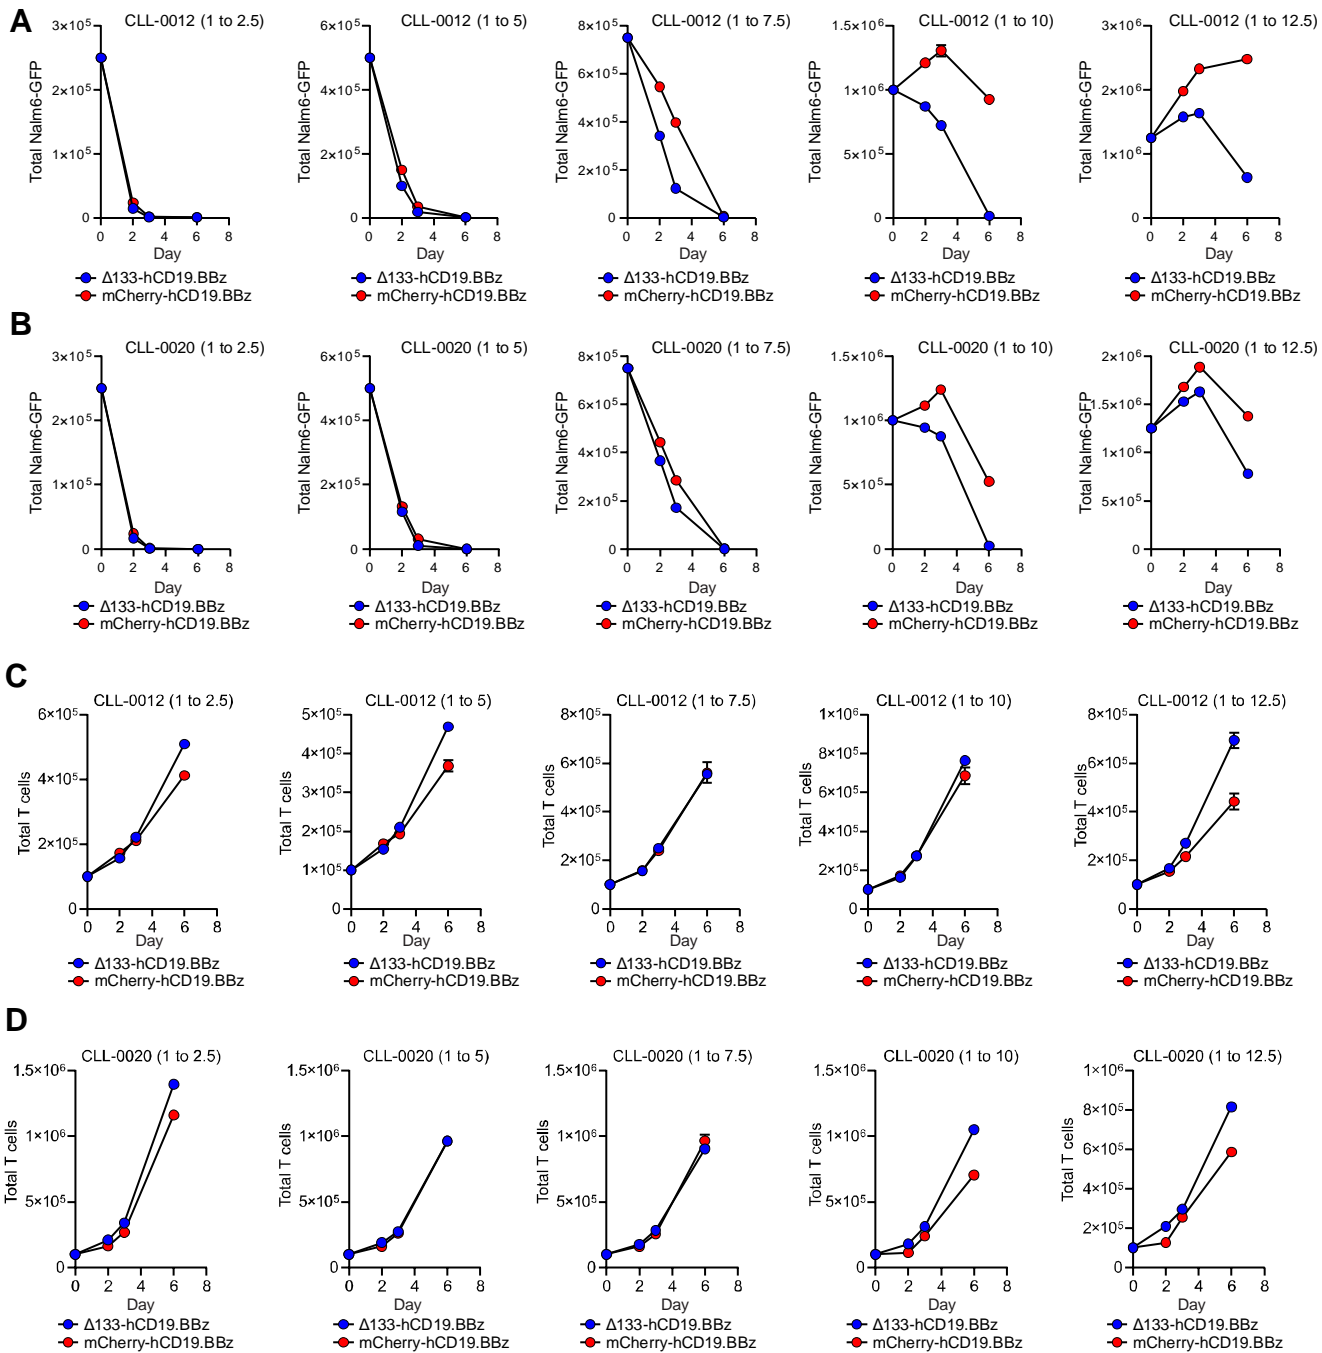 A
CLL-0012 (1 to 2.5)
3×10⁵
2×10⁵
1×10⁵
0
Total Nalm6-GFP
0 2 4 6 8
Day
Δ133-hCD19.BBz
mCherry-hCD19.BBz
CLL-0012 (1 to 5)
6×10⁵
4×10⁵
2×10⁵
0
Total Nalm6-GFP
0 2 4 6 8
Day
Δ133-hCD19.BBz
mCherry-hCD19.BBz
CLL-0012 (1 to 7.5)
8×10⁵
6×10⁵
4×10⁵
2×10⁵
0
Total Nalm6-GFP
0 2 4 6 8
Day
Δ133-hCD19.BBz
mCherry-hCD19.BBz
CLL-0012 (1 to 10)
1.5×10⁶
1×10⁶
5×10⁵
0
Total Nalm6-GFP
0 2 4 6 8
Day
Δ133-hCD19.BBz
mCherry-hCD19.BBz
CLL-0012 (1 to 12.5)
3×10⁶
2×10⁶
1×10⁶
0
Total Nalm6-GFP
0 2 4 6 8
Day
Δ133-hCD19.BBz
mCherry-hCD19.BBz
B
CLL-0020 (1 to 2.5)
3×10⁵
2×10⁵
1×10⁵
0
Total Nalm6-GFP
0 2 4 6 8
Day
Δ133-hCD19.BBz
mCherry-hCD19.BBz
CLL-0020 (1 to 5)
6×10⁵
4×10⁵
2×10⁵
0
Total Nalm6-GFP
0 2 4 6 8
Day
Δ133-hCD19.BBz
mCherry-hCD19.BBz
CLL-0020 (1 to 7.5)
8×10⁵
6×10⁵
4×10⁵
2×10⁵
0
Total Nalm6-GFP
0 2 4 6 8
Day
Δ133-hCD19.BBz
mCherry-hCD19.BBz
CLL-0020 (1 to 10)
1.5×10⁶
1×10⁶
5×10⁵
0
Total Nalm6-GFP
0 2 4 6 8
Day
Δ133-hCD19.BBz
mCherry-hCD19.BBz
CLL-0020 (1 to 12.5)
2×10⁶
1.5×10⁶
1×10⁶
5×10⁵
0
Total Nalm6-GFP
0 2 4 6 8
Day
Δ133-hCD19.BBz
mCherry-hCD19.BBz
C
CLL-0012 (1 to 2.5)
6×10⁵
4×10⁵
2×10⁵
0
Total T cells
0 2 4 6 8
Day
Δ133-hCD19.BBz
mCherry-hCD19.BBz
CLL-0012 (1 to 5)
5×10⁵
4×10⁵
3×10⁵
2×10⁵
1×10⁵
0
Total T cells
0 2 4 6 8
Day
Δ133-hCD19.BBz
mCherry-hCD19.BBz
CLL-0012 (1 to 7.5)
8×10⁵
6×10⁵
4×10⁵
2×10⁵
0
Total T cells
0 2 4 6 8
Day
Δ133-hCD19.BBz
mCherry-hCD19.BBz
CLL-0012 (1 to 10)
1×10⁶
8×10⁵
6×10⁵
4×10⁵
2×10⁵
0
Total T cells
0 2 4 6 8
Day
Δ133-hCD19.BBz
mCherry-hCD19.BBz
CLL-0012 (1 to 12.5)
8×10⁵
6×10⁵
4×10⁵
2×10⁵
0
Total T cells
0 2 4 6 8
Day
Δ133-hCD19.BBz
mCherry-hCD19.BBz
D
CLL-0020 (1 to 2.5)
1.5×10⁶
1×10⁶
5×10⁵
0
Total T cells
0 2 4 6 8
Day
Δ133-hCD19.BBz
mCherry-hCD19.BBz
CLL-0020 (1 to 5)
1.5×10⁶
1×10⁶
5×10⁵
0
Total T cells
0 2 4 6 8
Day
Δ133-hCD19.BBz
mCherry-hCD19.BBz
CLL-0020 (1 to 7.5)
1.5×10⁶
1×10⁶
5×10⁵
0
Total T cells
0 2 4 6 8
Day
Δ133-hCD19.BBz
mCherry-hCD19.BBz
CLL-0020 (1 to 10)
1.5×10⁶
1×10⁶
5×10⁵
0
Total T cells
0 2 4 6 8
Day
Δ133-hCD19.BBz
mCherry-hCD19.BBz
CLL-0020 (1 to 12.5)
1×10⁶
8×10⁵
6×10⁵
4×10⁵
2×10⁵
0
Total T cells
0 2 4 6 8
Day
Δ133-hCD19.BBz
mCherry-hCD19.BBz